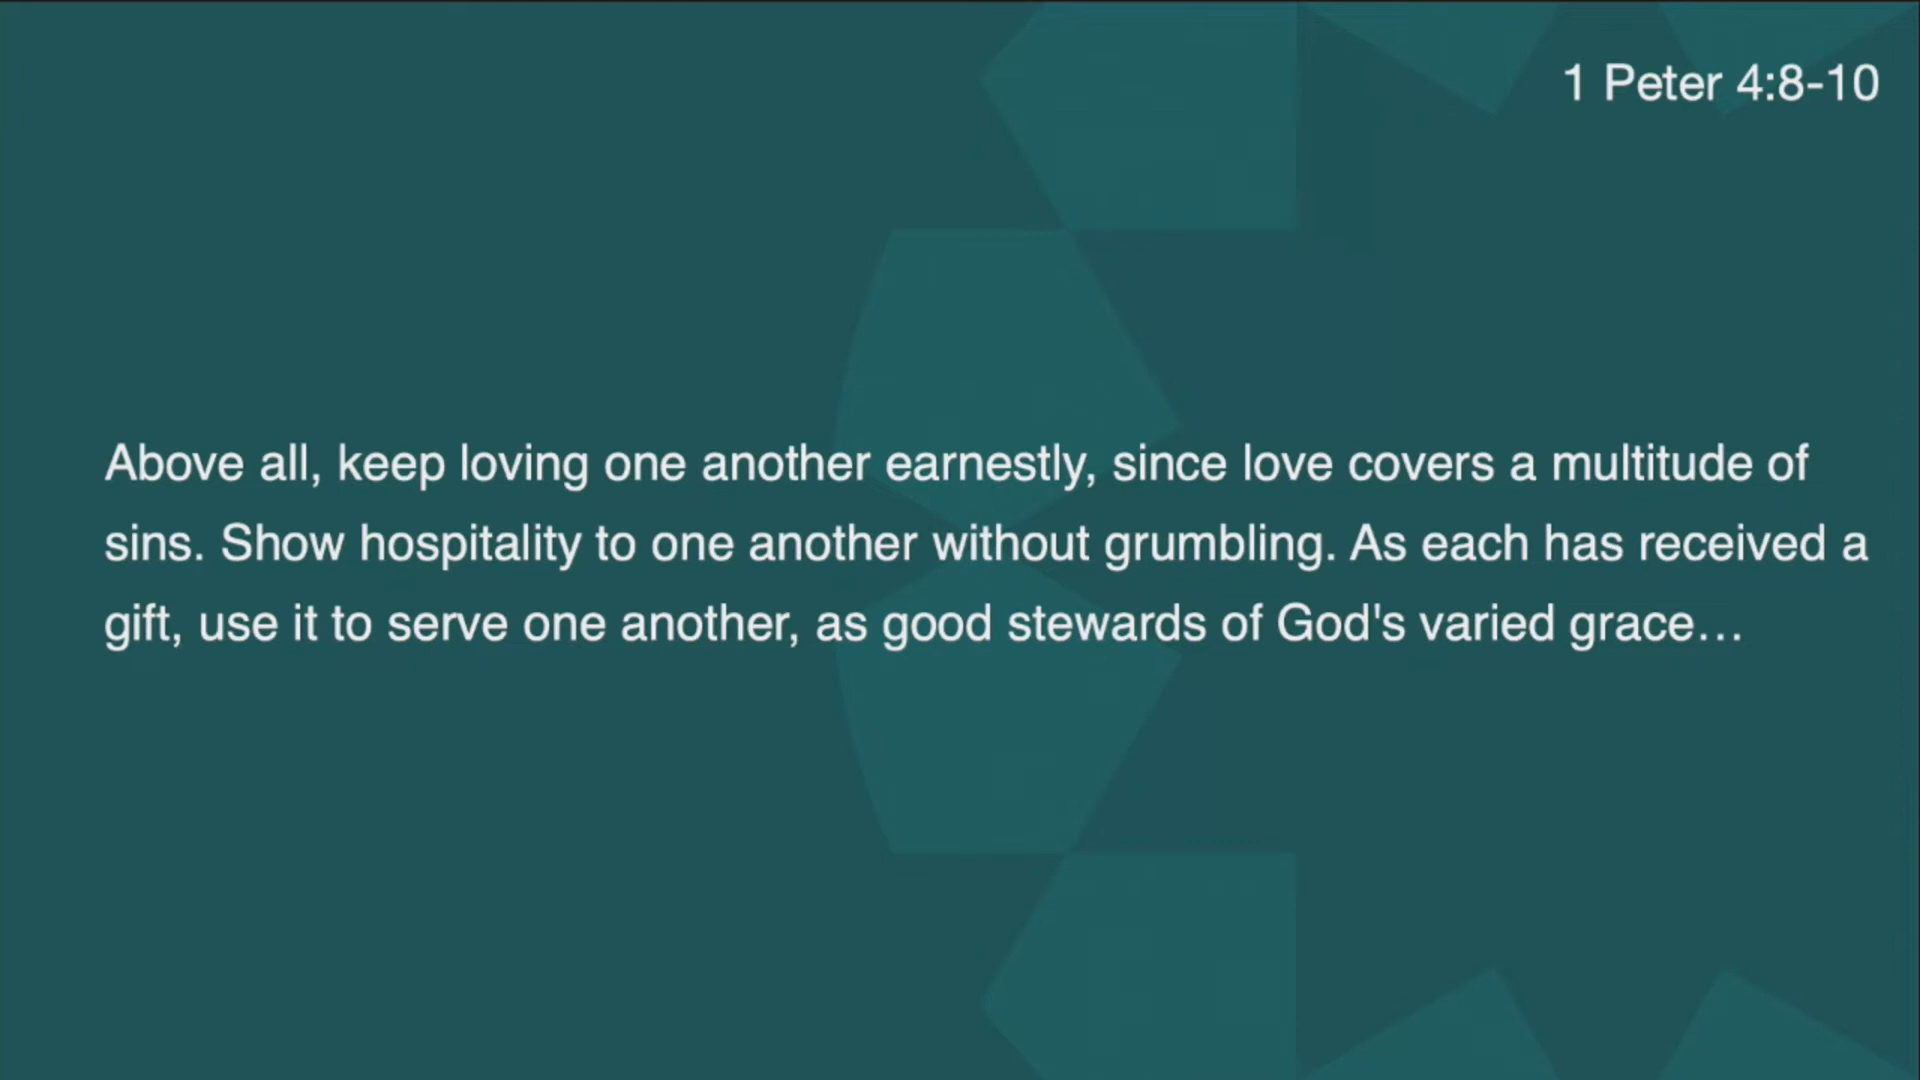 1 Peter 4:8-10
Above all, keep loving one another earnestly, since love covers a multitude of
sins. Show hospitality to one another without grumbling. As each has received a
gift, use it to serve one another, as good stewards of God's varied grace…